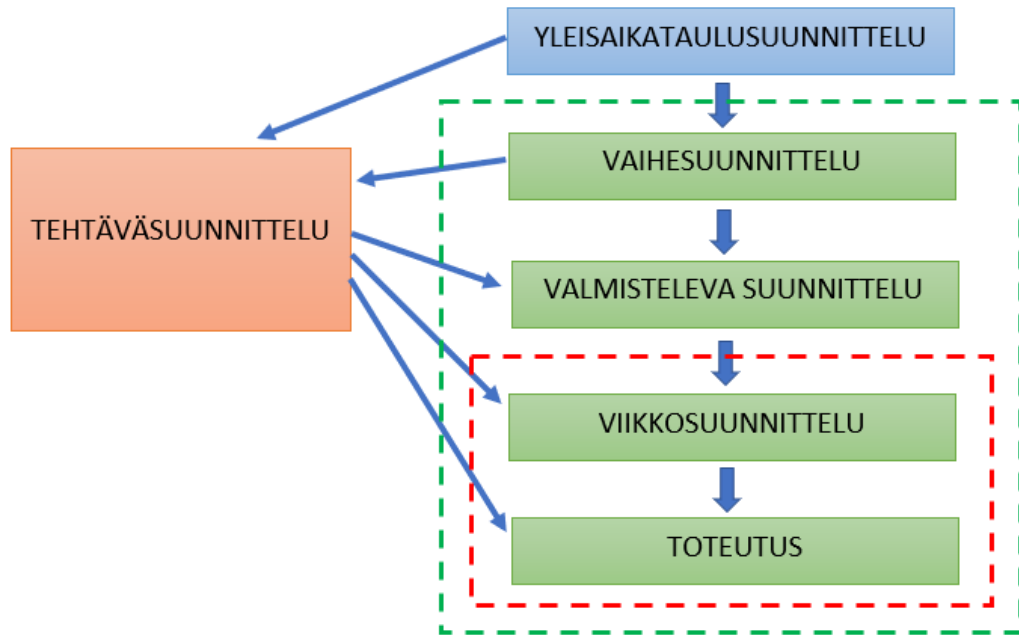 YLEISAIKATAULUSUUNNITTELU
VAIHESUUNNITTELU
TEHTÄVÄSUUNNITTELU
VALMISTELEVA SUUNNITTELU
VIIKKOSUUNNITTELU
TOTEUTUS